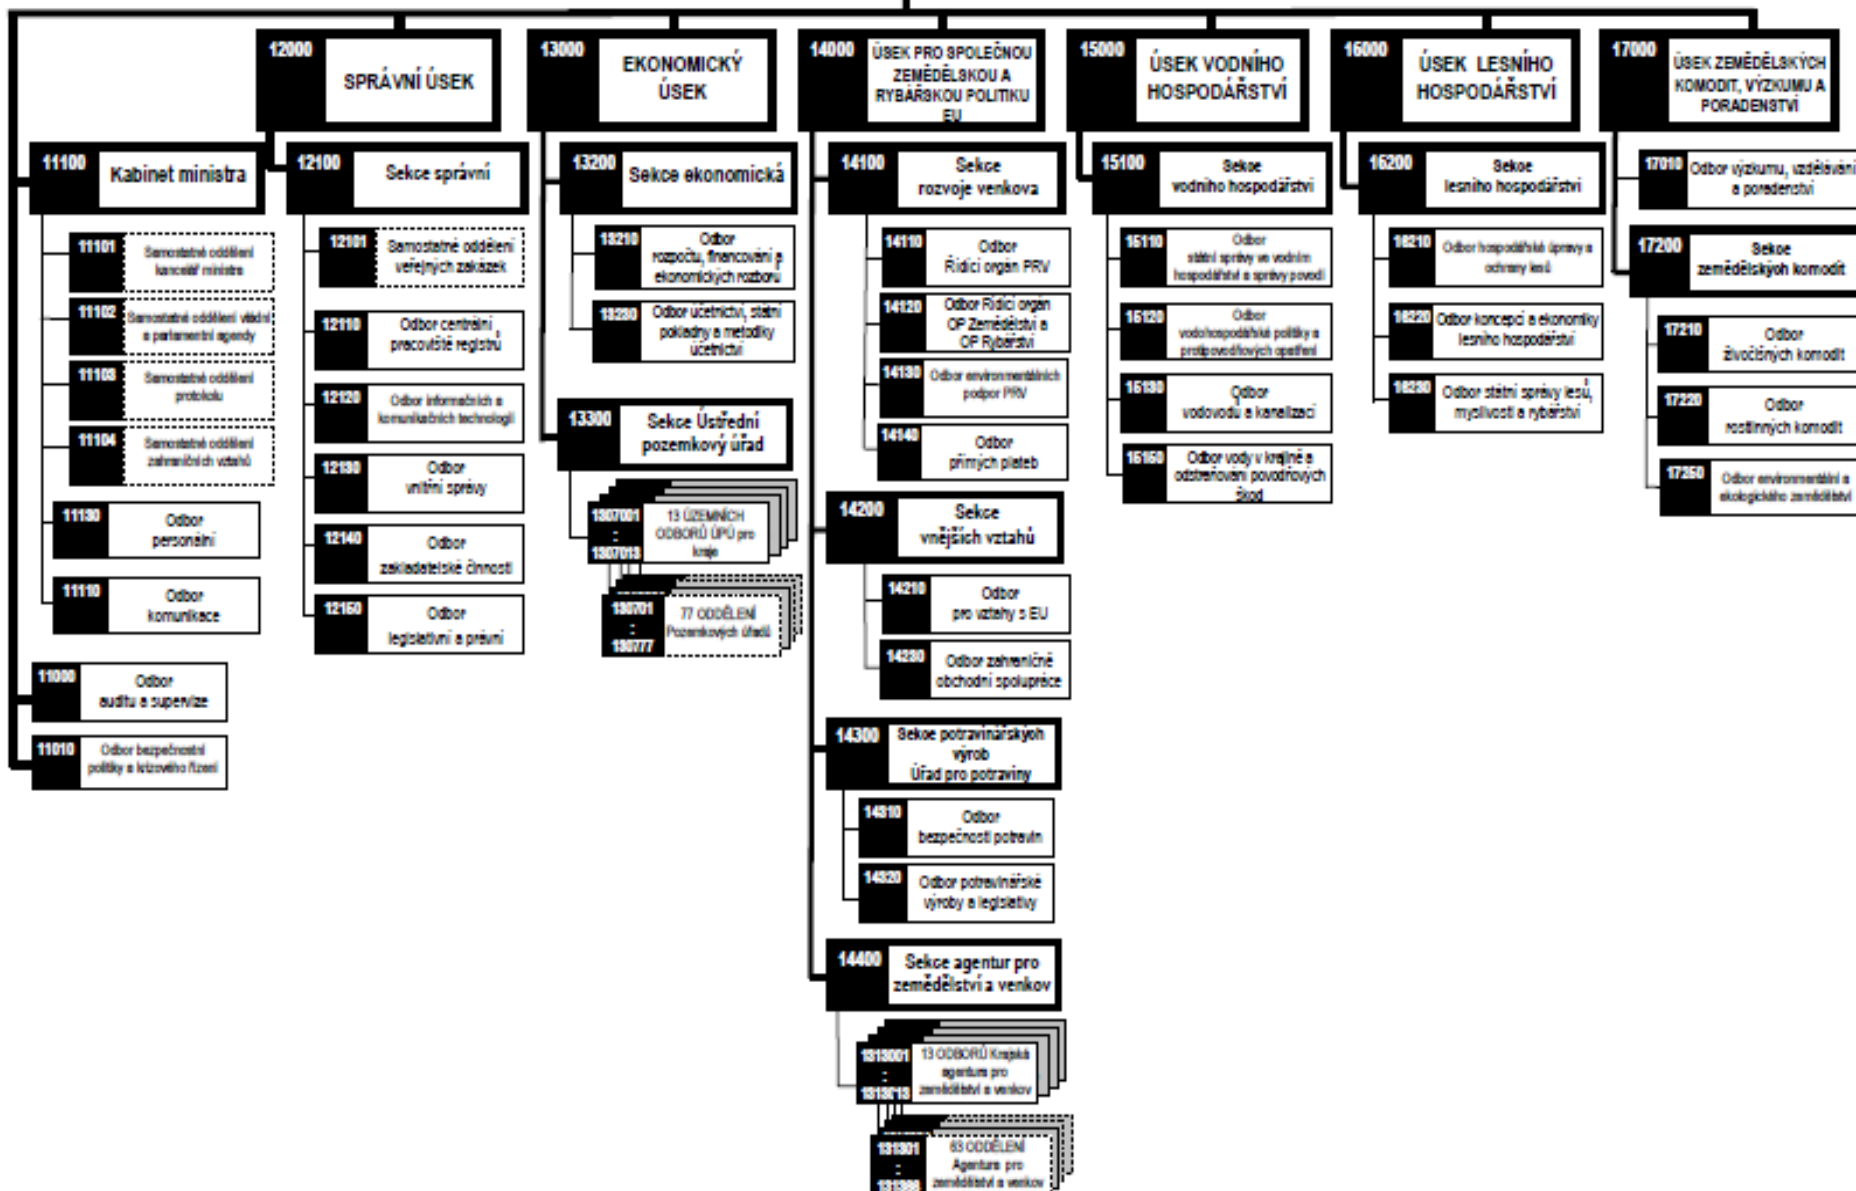 12000
SPRÁVNÍ ÚSEK
13000
EKONOMICKÝ
ÚSEK
14000
ÚSEK PRO SPOLEČNOU
ZEMĚDĚLSKOU A
RYBÁŘSKOU POLITIKU
EU
15000
ÚSEK VODNÍHO
HOSPODÁŘSTVÍ
16000
ÚSEK LESNÍHO
HOSPODÁŘSTVÍ
17000
ÚSEK ZEMĚDĚLSKÝCH
KOMODIT, VÝZKUMU A
PORADENSTVÍ
11100
Kabinet ministra
11101
Samostatné oddělení
kancelář ministra
11102
Samostatné oddělení vládní
a parlamentní agendy
11103
Samostatné oddělení
protokolu
11104
Samostatné oddělení
zahraničních vztahů
11130
Odbor
personální
11110
Odbor
komunikace
11000
Odbor
auditu a supervize
11010
Odbor bezpečnostní
politiky a krizového řízení
12100
Sekce správní
12101
Samostatné oddělení
veřejných zakázek
12110
Odbor centrální
pracoviště registrů
12120
Odbor informačních a
komunikačních technologií
12130
Odbor
vnitřní správy
12140
Odbor
zakladatelské činnosti
12150
Odbor
legislativní a právní
13200
Sekce ekonomická
13210
Odbor
rozpočtu, financování a
ekonomických rozborů
Odbor účetnictví, státní
pokladny a metodiky
účetnictví
13300
Sekce Ústřední
pozemkový úřad
1307001
:
1307013
13 ÚZEMNÍCH
ODBORŮ ÚPÚ pro
kraje
130701
:
130777
77 ODDĚLENÍ
Pozemkových úřadů
14100
Sekce
rozvoje venkova
14110
Odbor
Řídicí orgán PRV
14120
Odbor Řídicí orgán
OP Zemědělství a
OP Rybářství
14130
Odbor environmentálních
podpor PRV
14140
Odbor
přímých plateb
14200
Sekce
vnějších vztahů
14210
Odbor
pro vztahy s EU
14230
Odbor zahraničně
obchodní spolupráce
14300
Sekce potravinářských
výrob
Úřad pro potraviny
14310
Odbor
bezpečnosti potravin
14320
Odbor potravinářské
výroby a legislativy
14400
Sekce agentur pro
zemědělství a venkov
1313001
:
1313013
13 ODBORŮ Krajská
agentura pro
zemědělství a venkov
131301
:
63 ODDĚLENÍ
Agentura pro
zemědělství a venkov
15100
Sekce
vodního hospodářství
15110
Odbor
státní správy ve vodním
hospodářství a správy povodí
15120
Odbor
vodohospodářské politiky a
protipovodňových opatření
15130
Odbor
vodovodů a kanalizací
15150
Odbor vody v krajině a
odstraňování povodňových
škod
16200
Sekce
lesního hospodářství
16210
Odbor hospodářské úpravy a
ochrany lesů
16220
Odbor koncepcí a ekonomiky
lesního hospodářství
16230
Odbor státní správy lesů,
myslivosti a rybářství
17010
Odbor výzkumu, vzdělávání
a poradenství
17200
Sekce
zemědělských komodit
17210
Odbor
živočišných komodit
17220
Odbor
rostlinných komodit
17250
Odbor environmentální a
ekologického zemědělství